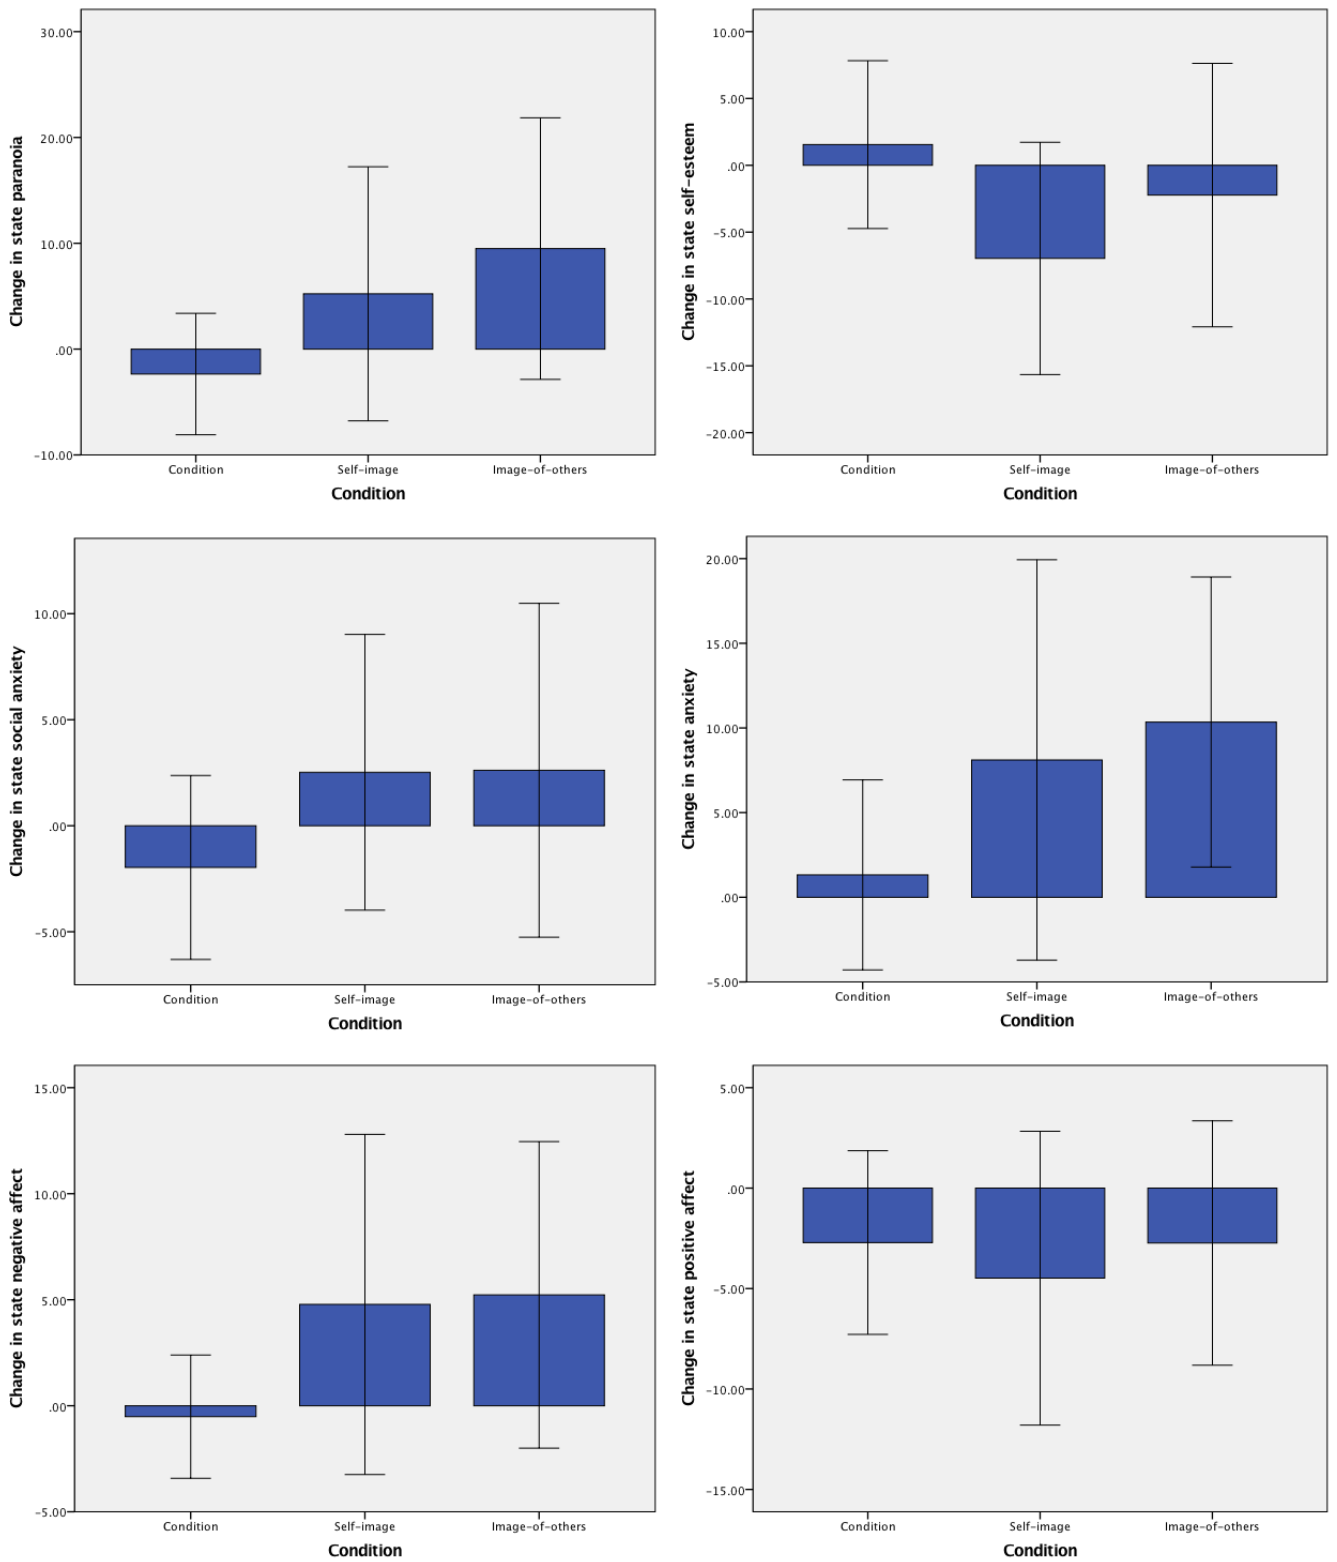 Change in state paranoia
30.00
20.00
10.00
.00
-10.00
Condition Self-image Image-of-others
Condition
Change in state self-esteem
10.00
5.00
.00
-5.00
-10.00
-15.00
-20.00
Condition Self-image Image-of-others
Condition
Change in state social anxiety
10.00
5.00
.00
-5.00
Condition Self-image Image-of-others
Condition
Change in state anxiety
20.00
15.00
10.00
5.00
.00
-5.00
Condition Self-image Image-of-others
Condition
Change in state negative affect
15.00
10.00
5.00
.00
-5.00
Condition Self-image Image-of-others
Condition
Change in state positive affect
5.00
.00
-5.00
-10.00
-15.00
Condition Self-image Image-of-others
Condition